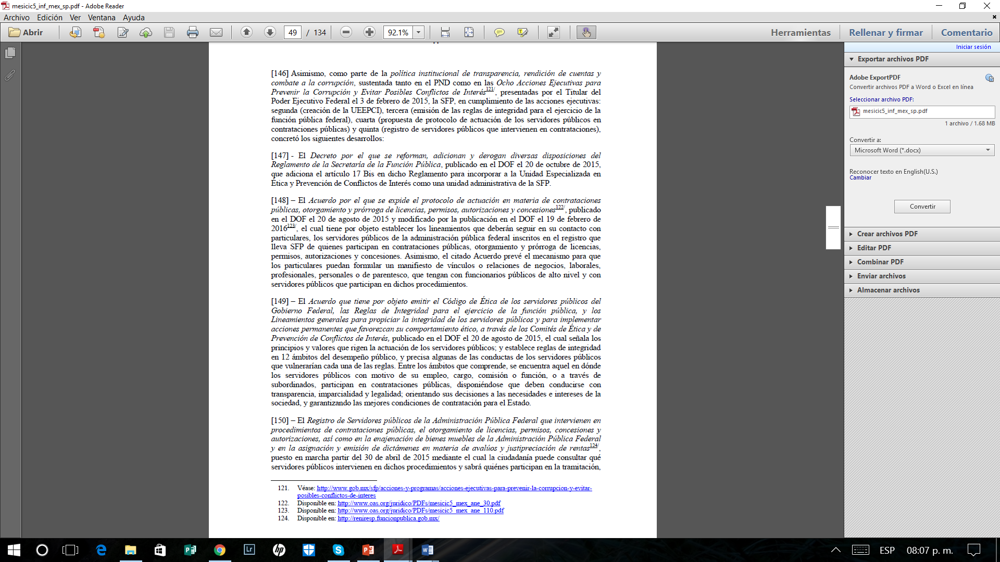 mesicic5_inf_mex_sp.pdf - Adobe Reader
Archivo Edición Ver Ventana Ayuda
Abrir 49 / 134 92.1% Herramientas Rellenar y firmar Comentario
[146] Asimismo, como parte de la política institucional de transparencia, rendición de cuentas y
combate a la corrupción, sustentada tanto en el PND como en las Ocho Acciones Ejecutivas para
Prevenir la Corrupción y Evitar Posibles Conflictos de Interés121/, presentadas por el Titular del
Poder Ejecutivo Federal el 3 de febrero de 2015, la SFP, en cumplimiento de las acciones ejecutivas:
segunda (creación de la UEEPCI), tercera (emisión de las reglas de integridad para el ejercicio de la
función pública federal), cuarta (propuesta de protocolo de actuación de los servidores públicos en
contrataciones públicas) y quinta (registro de servidores públicos que intervienen en contrataciones),
concretó los siguientes desarrollos:
[147] - El Decreto por el que se reforman, adicionan y derogan diversas disposiciones del
Reglamento de la Secretaría de la Función Pública, publicado en el DOF el 20 de octubre de 2015,
que adiciona el artículo 17 Bis en dicho Reglamento para incorporar a la Unidad Especializada en
Ética y Prevención de Conflictos de Interés como una unidad administrativa de la SFP.
[148] – El Acuerdo por el que se expide el protocolo de actuación en materia de contrataciones
públicas, otorgamiento y prórroga de licencias, permisos, autorizaciones y concesiones122/, publicado
en el DOF el 20 de agosto de 2015 y modificado por la publicación en el DOF el 19 de febrero de
2016123/, el cual tiene por objeto establecer los lineamientos que deberán seguir en su contacto con
particulares, los servidores públicos de la administración pública federal inscritos en el registro que
lleva SFP de quienes participan en contrataciones públicas, otorgamiento y prórroga de licencias,
permisos, autorizaciones y concesiones. Asimismo, el citado Acuerdo prevé el mecanismo para que
los particulares puedan formular un manifiesto de vínculos o relaciones de negocios, laborales,
profesionales, personales o de parentesco, que tengan con funcionarios públicos de alto nivel y con
servidores públicos que participan en dichos procedimientos.
[149] – El Acuerdo que tiene por objeto emitir el Código de Ética de los servidores públicos del
Gobierno Federal, las Reglas de Integridad para el ejercicio de la función pública, y los
Lineamientos generales para propiciar la integridad de los servidores públicos y para implementar
acciones permanentes que favorezcan su comportamiento ético, a través de los Comités de Ética y de
Prevención de Conflictos de Interés, publicado en el DOF el 20 de agosto de 2015, el cual señala los
principios y valores que rigen la actuación de los servidores públicos; y establece reglas de integridad
en 12 ámbitos del desempeño público, y precisa algunas de las conductas de los servidores públicos
que vulnerarían cada una de las reglas. Entre los ámbitos que comprende, se encuentra aquel en dónde
los servidores públicos con motivo de su empleo, cargo, comisión o función, o a través de
subordinados, participan en contrataciones públicas, disponiéndose que deben conducirse con
transparencia, imparcialidad y legalidad; orientando sus decisiones a las necesidades e intereses de la
sociedad, y garantizando las mejores condiciones de contratación para el Estado.
[150] – El Registro de Servidores públicos de la Administración Pública Federal que intervienen en
procedimientos de contrataciones públicas, el otorgamiento de licencias, permisos, concesiones y
autorizaciones, así como en la enajenación de bienes muebles de la Administración Pública Federal
y en la asignación y emisión de dictámenes en materia de avalúos y justipreciación de rentas124/,
puesto en marcha partir del 30 de abril de 2015 mediante el cual la ciudadanía puede consultar qué
servidores públicos intervienen en dichos procedimientos y sabrá quiénes participan en la tramitación,
121. Véase: http://www.gob.mx/sfp/acciones-y-programas/acciones-ejecutivas-para-prevenir-la-corrupcion-y-evitar-
posibles-conflictos-de-interes
122. Disponible en: http://www.oas.org/juridico/PDFs/mesicic5_mex_ane_30.pdf
123. Disponible en: http://www.oas.org/juridico/PDFs/mesicic5_mex_ane_110.pdf
124. Disponible en: http://reniresp.funcionpublica.gob.mx/
Iniciar sesión
Exportar archivos PDF
Adobe ExportPDF
Convertir archivos PDF a Word o Excel en línea
Seleccionar archivo PDF:
mesicic5_inf_mex_sp.pdf
1 archivo / 1.68 MB
Convertir a:
Microsoft Word (*.docx)
Reconocer texto en English(U.S.)
Cambiar
Convertir
Crear archivos PDF
Editar PDF
Combinar PDF
Enviar archivos
Almacenar archivos
Lr hp ESP 08:07 p. m.